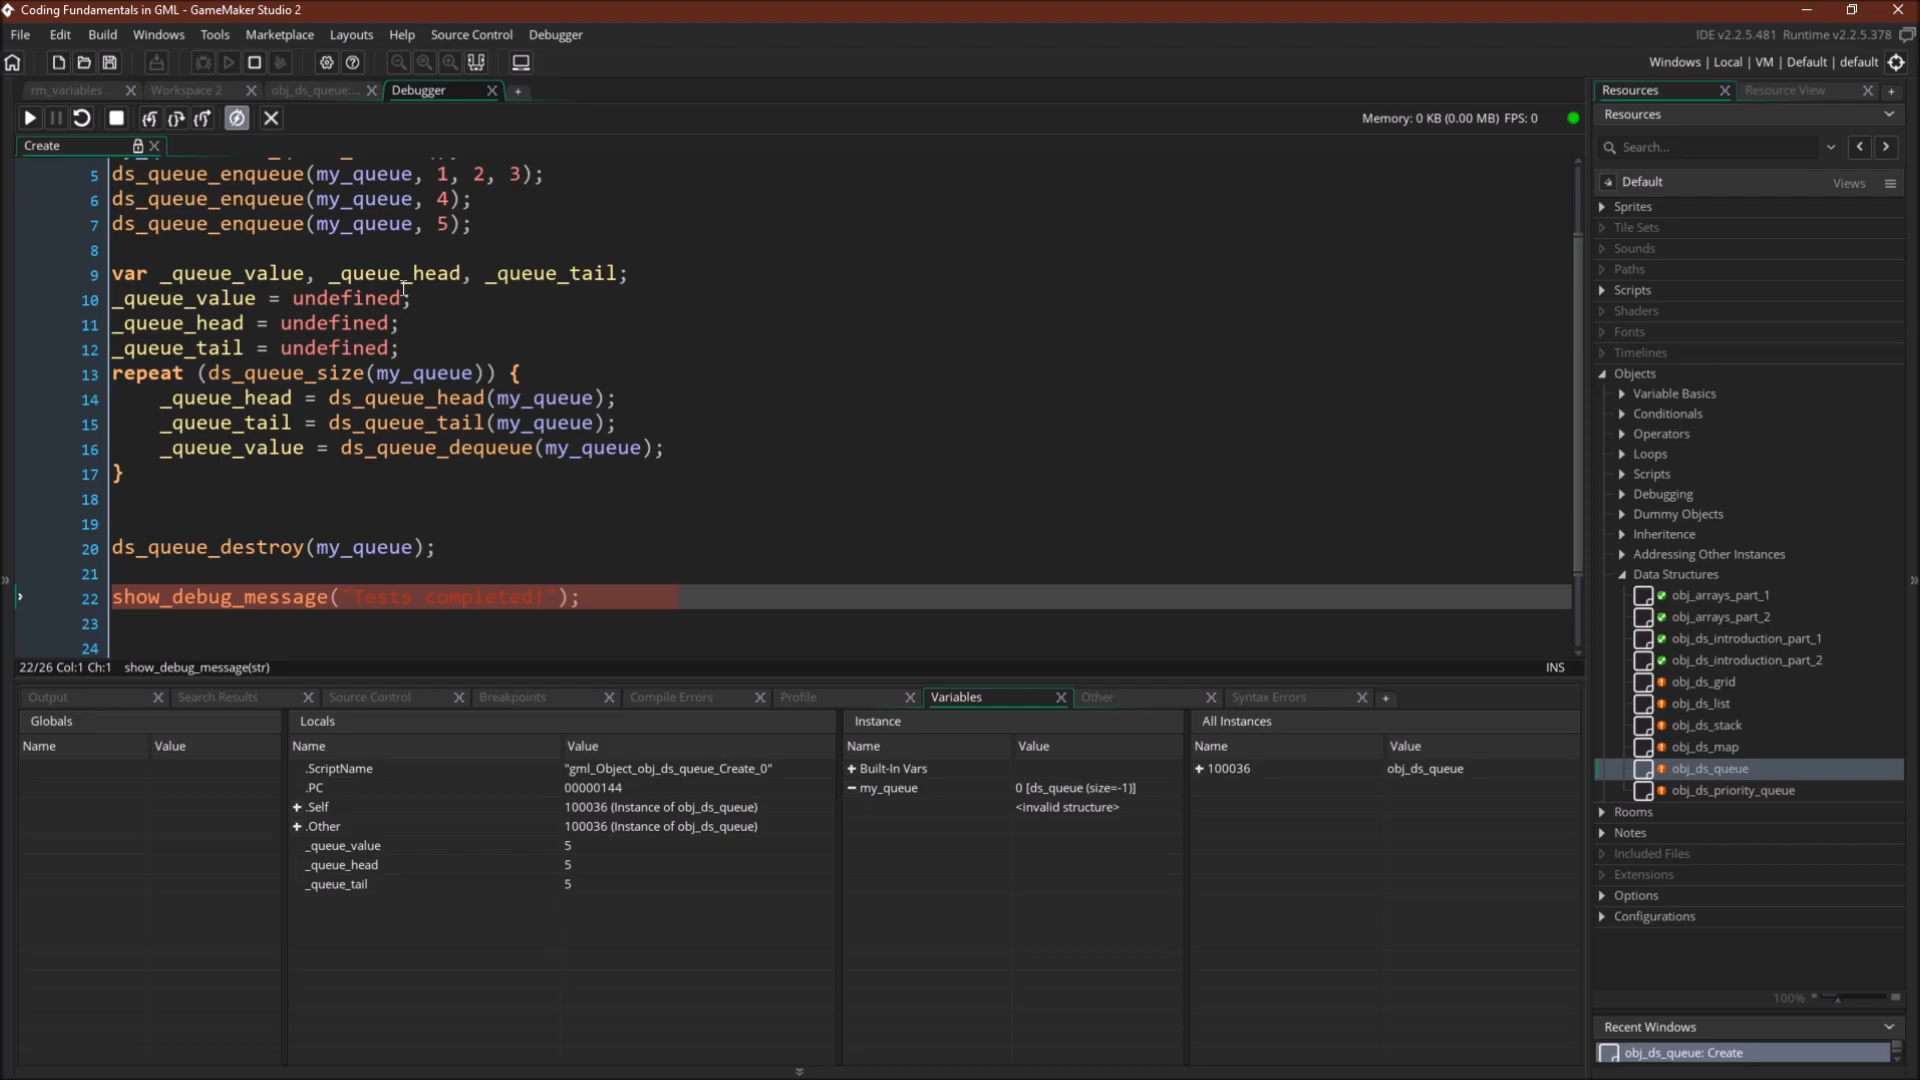 Coding Fundamentals in GML - GameMaker Studio 2
File Edit Build Windows Tools Marketplace Layouts Help Source Control Debugger
IDE v2.2.5.481 Runtime v2.2.5.378
Windows | Local | VM | Default | default
rm_variables Workspace 2 obj_ds_queue:... Debugger
Memory: 0 KB (0.00 MB) FPS: 0
Create
5 ds_queue_enqueue(my_queue, 1, 2, 3);
6 ds_queue_enqueue(my_queue, 4);
7 ds_queue_enqueue(my_queue, 5);
8
9 var _queue_value, _queue_head, _queue_tail;
10 _queue_value = undefined;
11 _queue_head = undefined;
12 _queue_tail = undefined;
13 repeat (ds_queue_size(my_queue)) {
14 _queue_head = ds_queue_head(my_queue);
15 _queue_tail = ds_queue_tail(my_queue);
16 _queue_value = ds_queue_dequeue(my_queue);
17 }
18
19
20 ds_queue_destroy(my_queue);
21
22 show_debug_message("Tests completed!");
23
24
22/26 Col:1 Ch:1 show_debug_message(str) INS
Output Search Results Source Control Breakpoints Compile Errors Profile Variables Other Syntax Errors
Globals
Name Value
Locals
Name Value
.ScriptName "gml_Object_obj_ds_queue_Create_0"
.PC 00000144
.Self 100036 (Instance of obj_ds_queue)
.Other 100036 (Instance of obj_ds_queue)
_queue_value 5
_queue_head 5
_queue_tail 5
Instance
Name Value
Built-In Vars
my_queue 0 [ds_queue (size=-1)]
<invalid structure>
All Instances
Name Value
100036 obj_ds_queue
Resources Resource View
Resources
Search...
Default Views
Sprites
Tile Sets
Sounds
Paths
Scripts
Shaders
Fonts
Timelines
Objects
Variable Basics
Conditionals
Operators
Loops
Scripts
Debugging
Dummy Objects
Inheritence
Addressing Other Instances
Data Structures
obj_arrays_part_1
obj_arrays_part_2
obj_ds_introduction_part_1
obj_ds_introduction_part_2
obj_ds_grid
obj_ds_list
obj_ds_stack
obj_ds_map
obj_ds_queue
obj_ds_priority_queue
Rooms
Notes
Included Files
Extensions
Options
Configurations
100%
Recent Windows
obj_ds_queue: Create